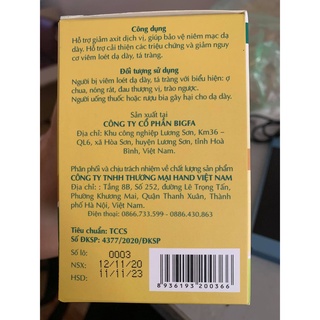 Công dụng
Hỗ trợ giảm axit dịch vị, giúp bảo vệ niêm mạc dạ
dày. Hỗ trợ cải thiện các triệu chứng và giảm nguy
cơ viêm loét dạ dày, tá tràng.
Đối tượng sử dụng
Người bị viêm loét dạ dày, tá tràng với biểu hiện: ợ
chua, nóng rát, đau thượng vị, trào ngược.
Người uống thuốc hoặc rượu bia gây hại cho dạ dày.
Sản xuất tại
CÔNG TY CỔ PHẦN BIGFA
Địa chỉ: Khu công nghiệp Lương Sơn, Km36 –
QL6, xã Hòa Sơn, huyện Lương Sơn, tỉnh Hoà
Bình, Việt Nam.
Phân phối và chịu trách nhiệm về chất lượng sản phẩm
CÔNG TY TNHH THƯƠNG MẠI HAND VIỆT NAM
Địa chỉ: : Tầng 8B, Số 252, đường Lê Trọng Tấn,
Phường Khương Mai, Quận Thanh Xuân, Thành
phố Hà Nội, Việt Nam.
Điện thoại: 0866.733.599 - 0886.430.863
Tiêu chuẩn: TCCS
Số ĐKSP: 4377/2020/ĐKSP
Số lô: 0003
NSX: 12/11/20
HSD: 11/11/23
8 936193 200366